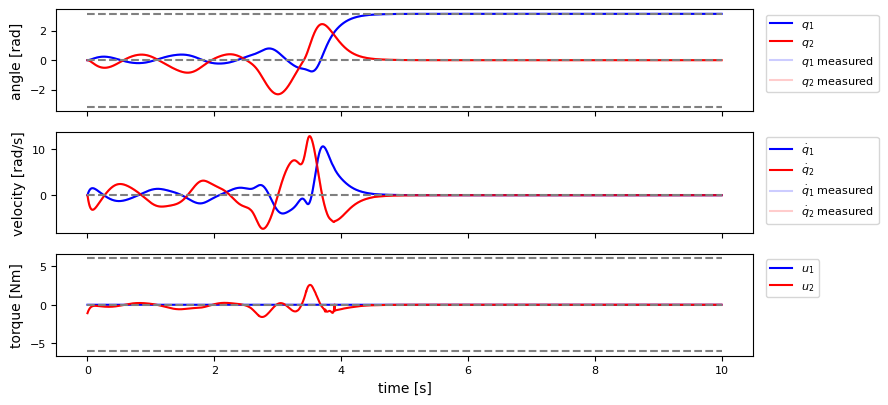 angle [rad]
2
0
−2
q₁
q₂
q₁ measured
q₂ measured
velocity [rad/s]
10
0
q̇₁
q̇₂
q̇₁ measured
q̇₂ measured
torque [Nm]
5
0
−5
u₁
u₂
0 2 4 6 8 10
time [s]